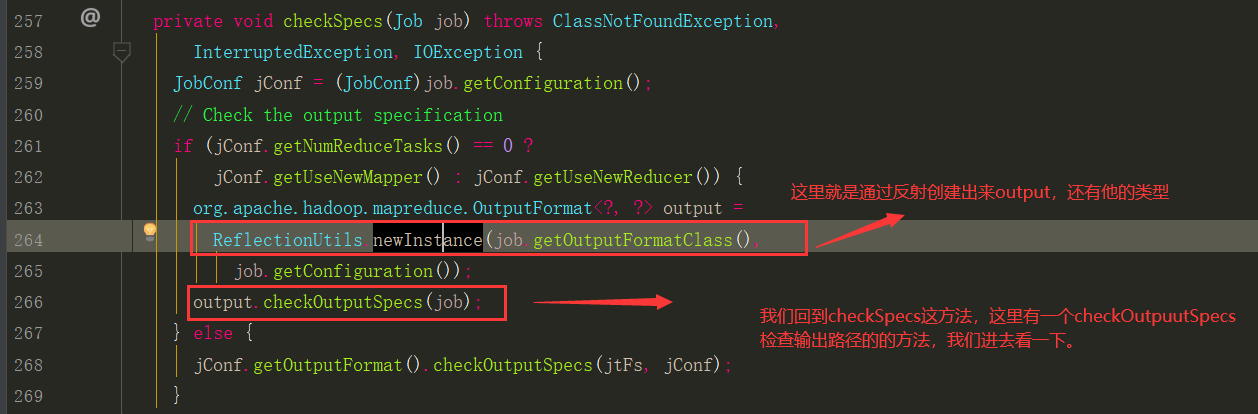 257 @ private void checkSpecs(Job job) throws ClassNotFoundException,
258 InterruptedException, IOException {
259 JobConf jConf = (JobConf)job.getConfiguration();
260 // Check the output specification
261 if (jConf.getNumReduceTasks() == 0 ?
262 jConf.getUseNewMapper() : jConf.getUseNewReducer()) {
这里就是通过反射创建出来output，还有他的类型
263 org.apache.hadoop.mapreduce.OutputFormat<?, ?> output =
264 ReflectionUtils.newInstance(job.getOutputFormatClass(),
265 job.getConfiguration());
266 output.checkOutputSpecs(job);
我们回到checkSpecs这方法，这里有一个checkOutpuutSpecs
检查输出路径的的方法，我们进去看一下。
267 } else {
268 jConf.getOutputFormat().checkOutputSpecs(jtFs, jConf);
269 }